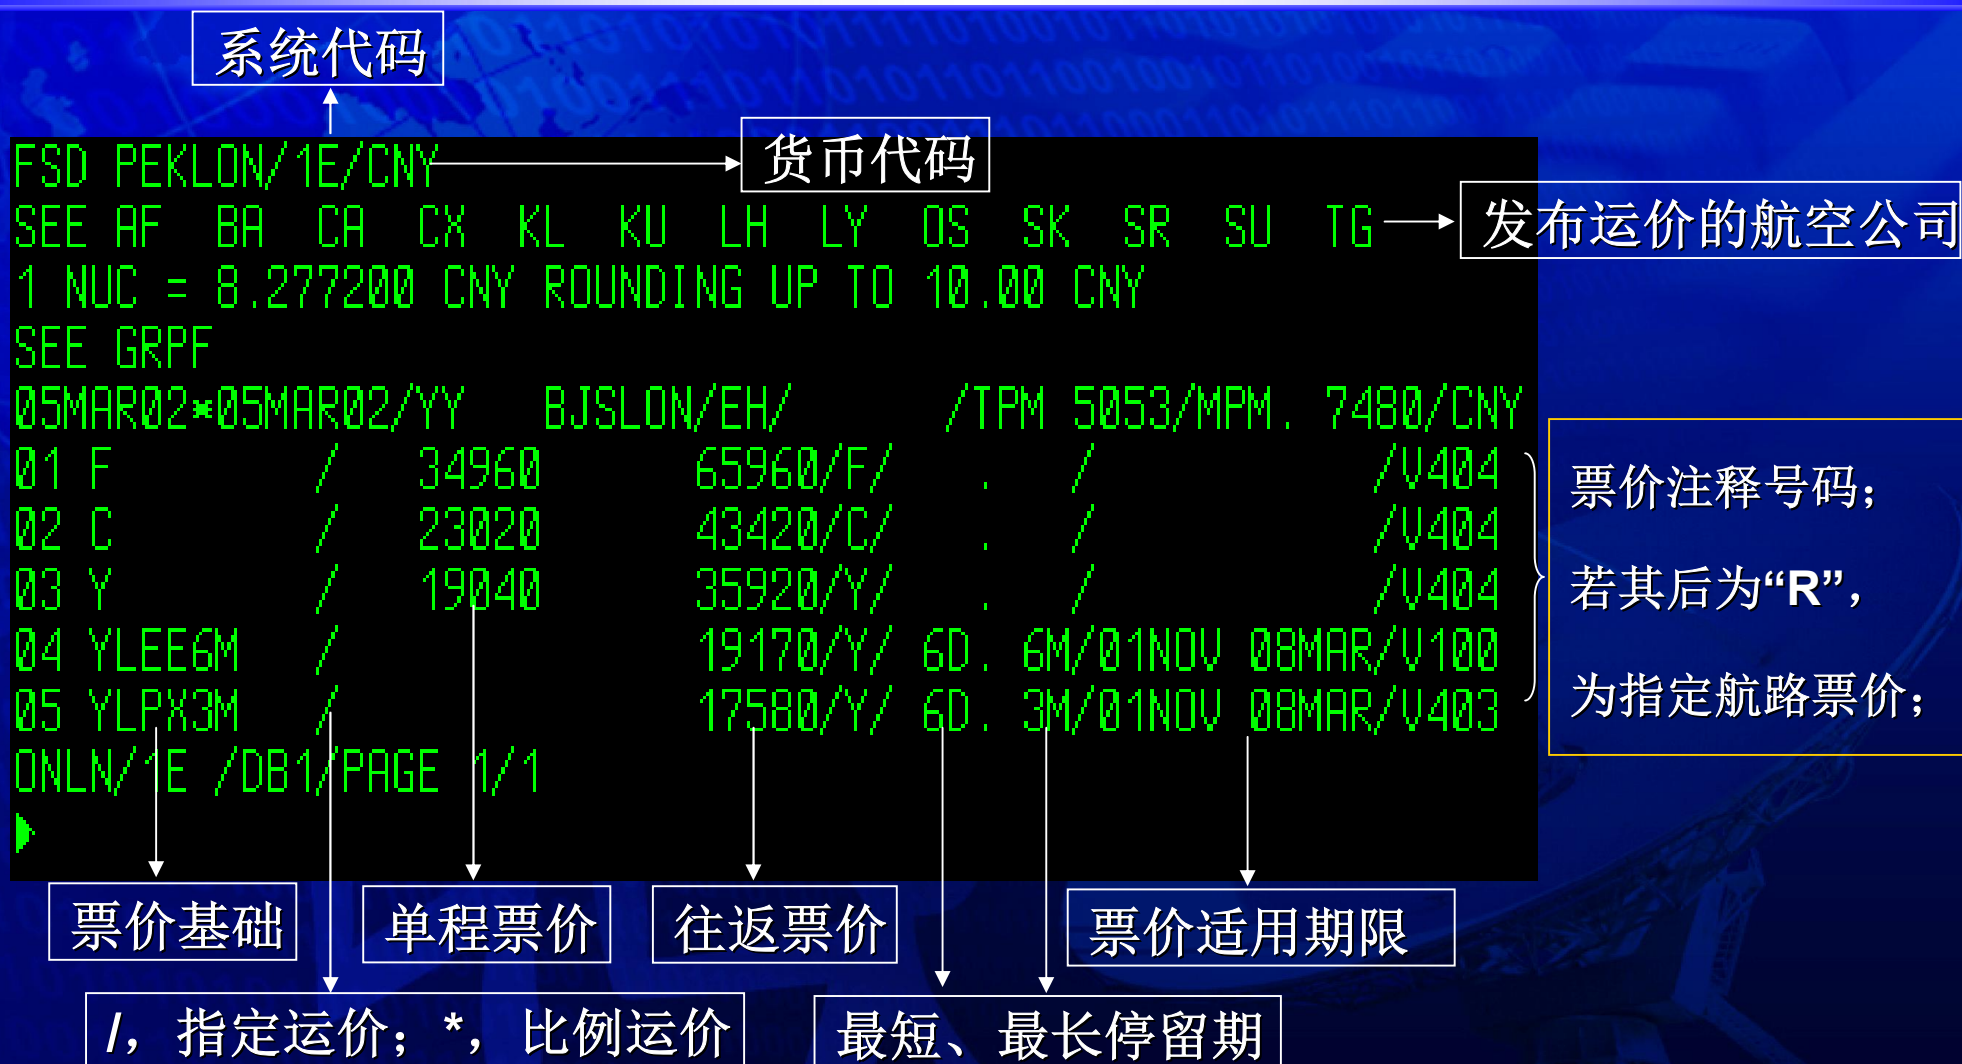 系统代码
货币代码
FSD PEKLON/1E/CNY
发布运价的航空公司
SEE AF BA CA CX KL KU LH LY OS SK SR SU TG
1 NUC = 8.277200 CNY ROUNDING UP TO 10.00 CNY
SEE GRPF
05MAR02*05MAR02/YY BJSLON/EH/ /TPM 5053/MPM. 7480/CNY
01 F / 34960 65960/F/ . / /V404
02 C / 23020 43420/C/ . / /V404
03 Y / 19040 35920/Y/ . / /V404
04 YLEE6M / 19170/Y/ 6D. 6M/01NOV 08MAR/V100
05 YLPX3M / 17580/Y/ 6D. 3M/01NOV 08MAR/V403
ONLN/1E /DB1/PAGE 1/1
票价注释号码；
若其后为“R”，
为指定航路票价；
票价基础
单程票价
往返票价
票价适用期限
/，指定运价；*，比例运价
最短、最长停留期